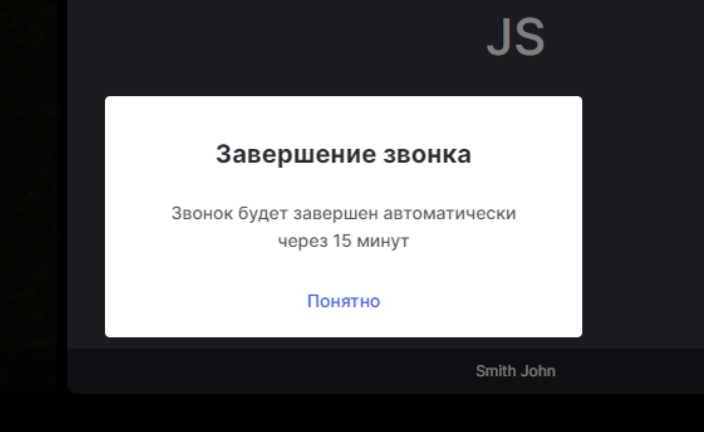 JS
Завершение звонка
Звонок будет завершен автоматически
через 15 минут
Понятно
Smith John